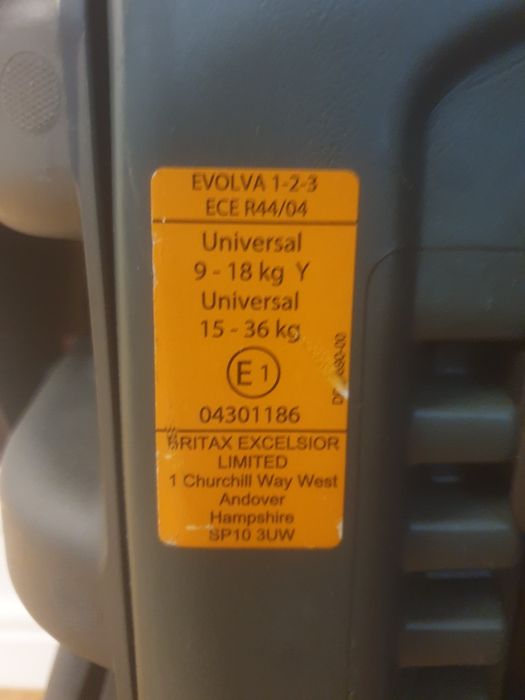 EVOLVA 1-2-3
ECE R44/04
Universal
9 - 18 kg Y
Universal
15 - 36 kg
E 1
04301186
BRITAX EXCELSIOR
LIMITED
1 Churchill Way West
Andover
Hampshire
SP10 3UW